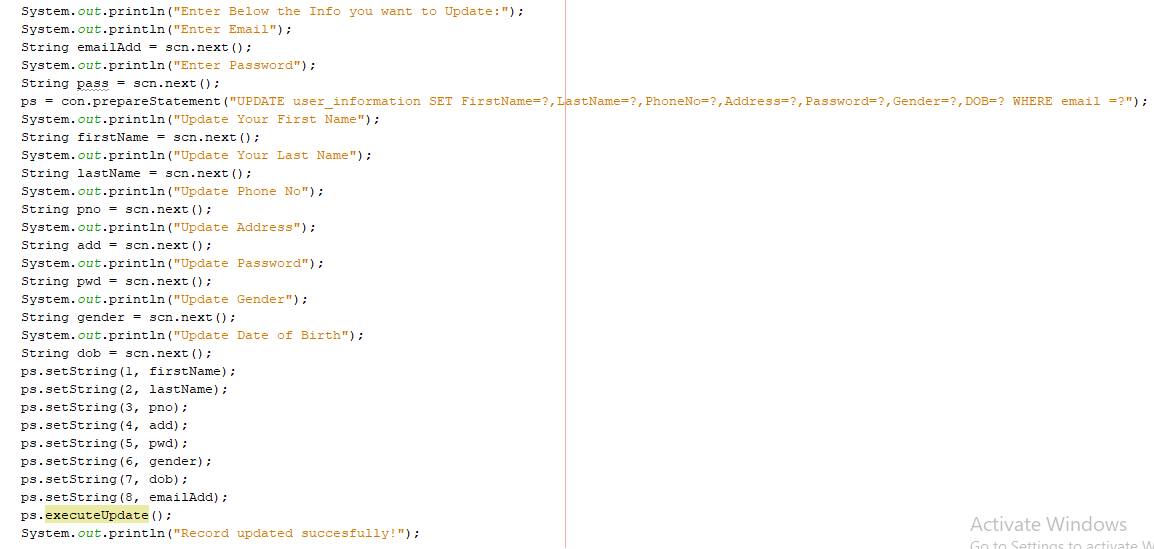 System.out.println("Enter Below the Info you want to Update:");
System.out.println("Enter Email");
String emailAdd = scn.next();
System.out.println("Enter Password");
String pass = scn.next();
ps = con.prepareStatement("UPDATE user_information SET FirstName=?,LastName=?,PhoneNo=?,Address=?,Password=?,Gender=?,DOB=? WHERE email =?");
System.out.println("Update Your First Name");
String firstName = scn.next();
System.out.println("Update Your Last Name");
String lastName = scn.next();
System.out.println("Update Phone No");
String pno = scn.next();
System.out.println("Update Address");
String add = scn.next();
System.out.println("Update Password");
String pwd = scn.next();
System.out.println("Update Gender");
String gender = scn.next();
System.out.println("Update Date of Birth");
String dob = scn.next();
ps.setString(1, firstName);
ps.setString(2, lastName);
ps.setString(3, pno);
ps.setString(4, add);
ps.setString(5, pwd);
ps.setString(6, gender);
ps.setString(7, dob);
ps.setString(8, emailAdd);
ps.executeUpdate();
System.out.println("Record updated succesfully!");
Activate Windows
Go to Settings to activate W